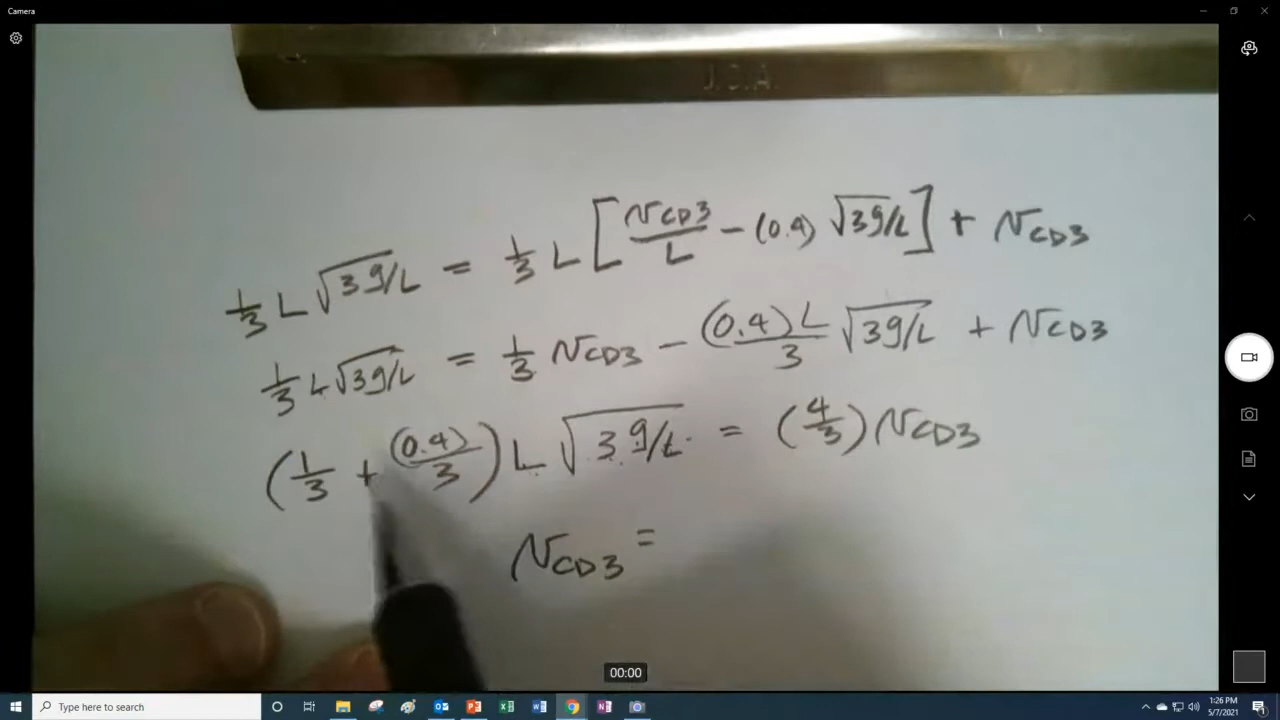 Camera
U.S.A.
1/3 L √(3g/L) = 1/3 L [v_CD3/L − (0.4) √(3g/L)] + v_CD3
1/3 L √(3g/L) = 1/3 v_CD3 − (0.4)L/3 √(3g/L) + v_CD3
(1/3 + (0.4)/3) L √(3g/L) = (4/3) v_CD3
v_CD3 =
00:00
Type here to search
1:26 PM
5/7/2021